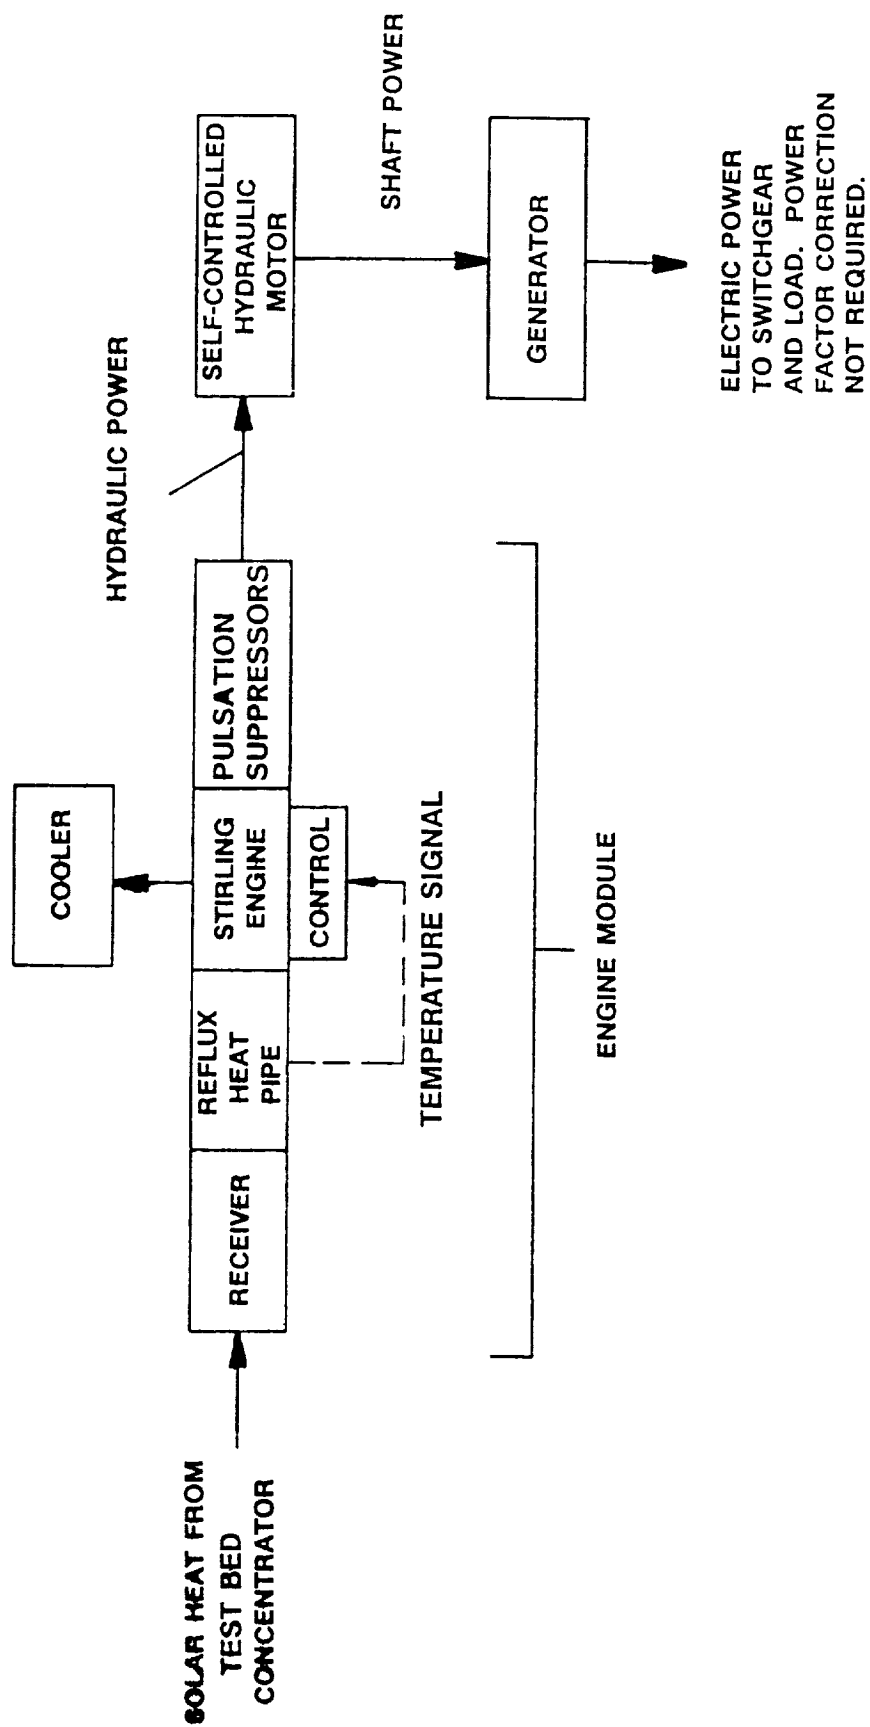 SOLAR HEAT FROM
TEST BED
CONCENTRATOR
RECEIVER
REFLUX
HEAT
PIPE
STIRLING
ENGINE
CONTROL
TEMPERATURE SIGNAL
COOLER
PULSATION
SUPPRESSORS
ENGINE MODULE
HYDRAULIC POWER
SELF-CONTROLLED
HYDRAULIC
MOTOR
SHAFT POWER
GENERATOR
ELECTRIC POWER
TO SWITCHGEAR
AND LOAD. POWER
FACTOR CORRECTION
NOT REQUIRED.